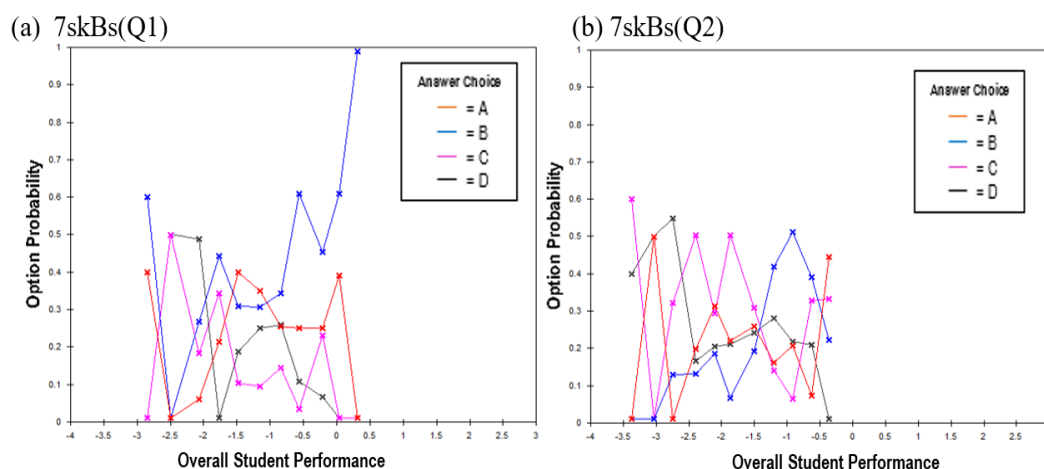 (a) 7skBs(Q1)
1
0.9
0.8
0.7
0.6
0.5
0.4
0.3
0.2
0.1
0
Option Probability
Answer Choice
= A
= B
= C
= D
-4 -3.5 -3 -2.5 -2 -1.5 -1 -0.5 0 0.5 1 1.5 2 2.5 3
Overall Student Performance
(b) 7skBs(Q2)
1
0.9
0.8
0.7
0.6
0.5
0.4
0.3
0.2
0.1
0
Option Probability
Answer Choice
= A
= B
= C
= D
-4 -3.5 -3 -2.5 -2 -1.5 -1 -0.5 0 0.5 1 1.5 2 2.5
Overall Student Performance